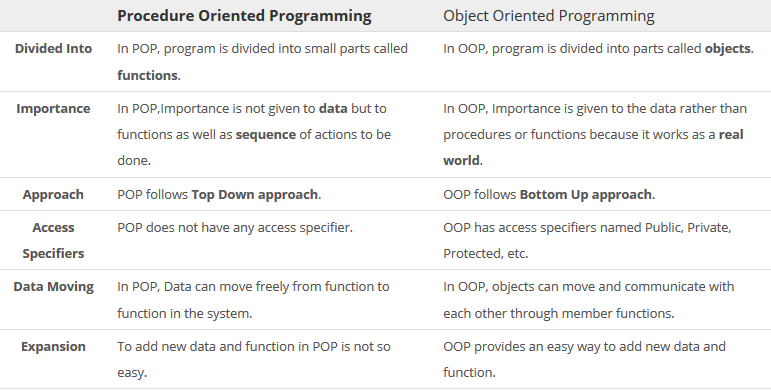 Procedure Oriented Programming Object Oriented Programming
Divided Into In POP, program is divided into small parts called In OOP, program is divided into parts called objects.
functions.
Importance In POP,Importance is not given to data but to In OOP, Importance is given to the data rather than
functions as well as sequence of actions to be procedures or functions because it works as a real
done. world.
Approach POP follows Top Down approach. OOP follows Bottom Up approach.
Access POP does not have any access specifier. OOP has access specifiers named Public, Private,
Specifiers Protected, etc.
Data Moving In POP, Data can move freely from function to In OOP, objects can move and communicate with
function in the system. each other through member functions.
Expansion To add new data and function in POP is not so OOP provides an easy way to add new data and
easy. function.